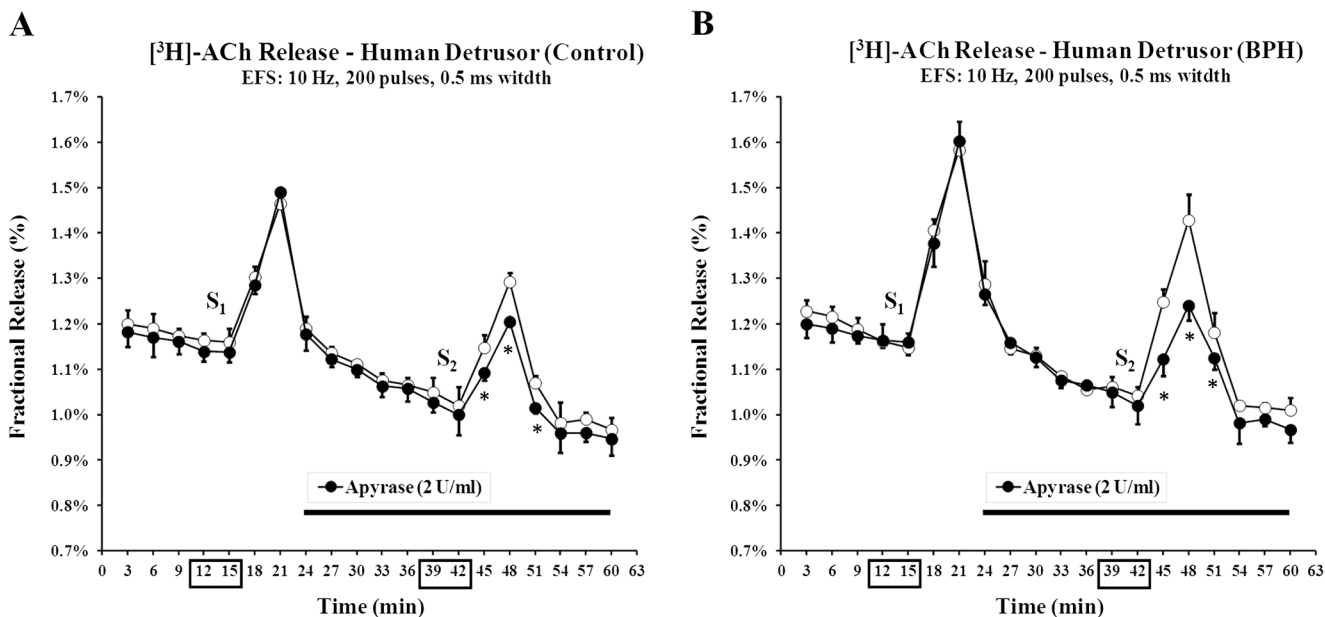 A
[³H]-ACh Release - Human Detrusor (Control)
EFS: 10 Hz, 200 pulses, 0.5 ms witdth
Fractional Release (%)
1.7%
1.6%
1.5%
1.4%
1.3%
1.2%
1.1%
1.0%
0.9%
0.8%
0.7%
S₁
S₂
*
*
*
Apyrase (2 U/ml)
0 3 6 9 12 15 18 21 24 27 30 33 36 39 42 45 48 51 54 57 60 63
Time (min)
B
[³H]-ACh Release - Human Detrusor (BPH)
EFS: 10 Hz, 200 pulses, 0.5 ms witdth
Fractional Release (%)
1.7%
1.6%
1.5%
1.4%
1.3%
1.2%
1.1%
1.0%
0.9%
0.8%
0.7%
S₁
S₂
*
*
*
Apyrase (2 U/ml)
0 3 6 9 12 15 18 21 24 27 30 33 36 39 42 45 48 51 54 57 60 63
Time (min)